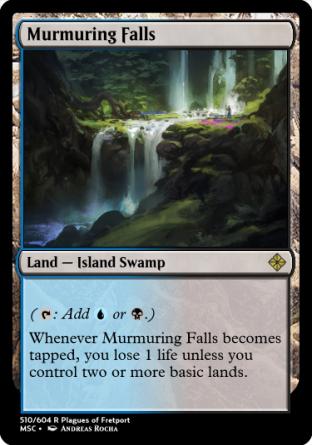 Murmuring Falls
Land — Island Swamp
( : Add or .)
Whenever Murmuring Falls becomes
tapped, you lose 1 life unless you
control two or more basic lands.
510/604 R Plagues of Fretport
MSC • Andreas Rocha